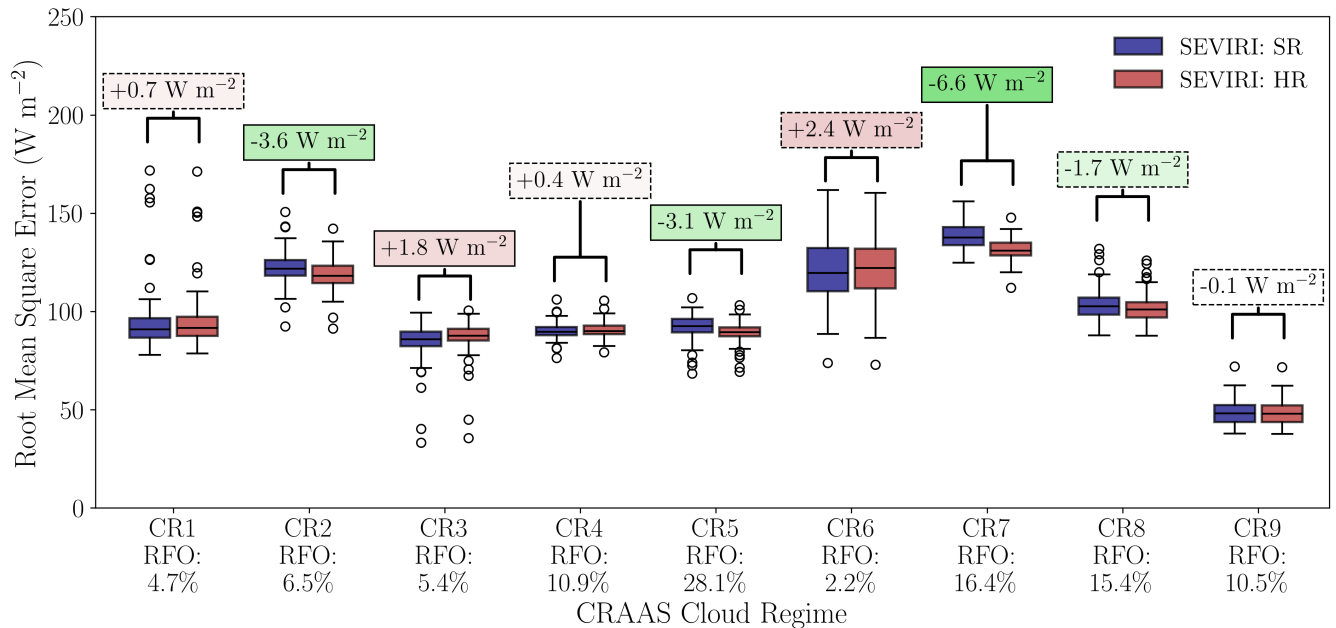 250
200
150
100
50
0
Root Mean Square Error (W m⁻²)
SEVIRI: SR
SEVIRI: HR
+0.7 W m⁻²
-3.6 W m⁻²
+1.8 W m⁻²
+0.4 W m⁻²
-3.1 W m⁻²
+2.4 W m⁻²
-6.6 W m⁻²
-1.7 W m⁻²
-0.1 W m⁻²
CR1
RFO:
4.7%
CR2
RFO:
6.5%
CR3
RFO:
5.4%
CR4
RFO:
10.9%
CR5
RFO:
28.1%
CR6
RFO:
2.2%
CR7
RFO:
16.4%
CR8
RFO:
15.4%
CR9
RFO:
10.5%
CRAAS Cloud Regime